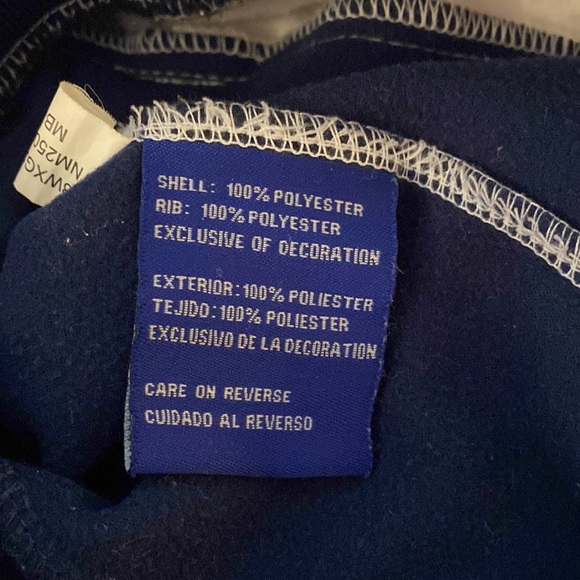 SHELL: 100% POLYESTER
RIB: 100% POLYESTER
EXCLUSIVE OF DECORATION
EXTERIOR:100% POLIESTER
TEJIDO:100% POLIESTER
EXCLUSIVO DE LA DECORATION
CARE ON REVERSE
CUIDADO AL REVERSO
MB